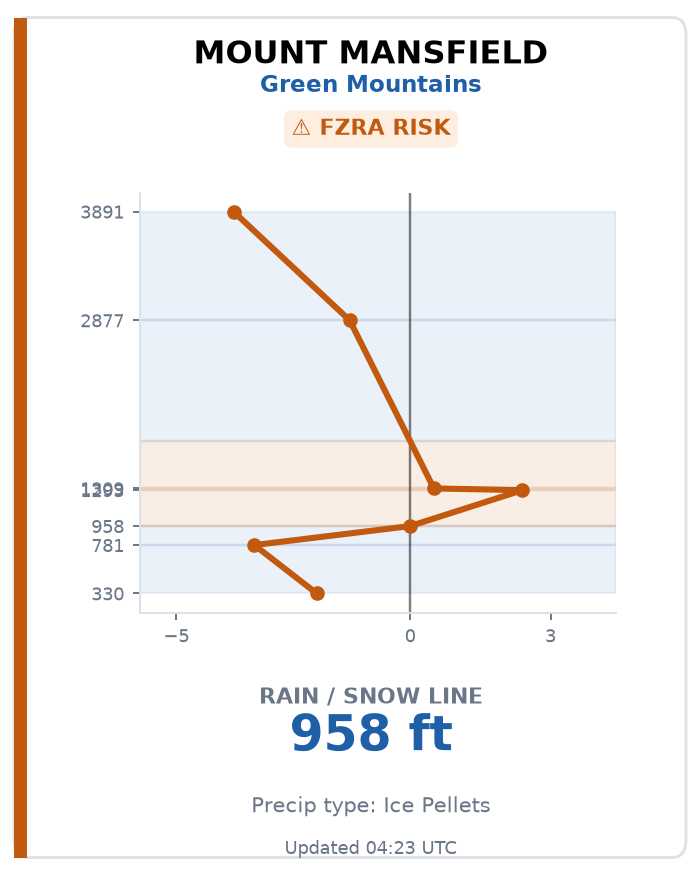 MOUNT MANSFIELD
Green Mountains
⚠ FZRA RISK
3891
2877
958
781
330
−5 0 3
RAIN / SNOW LINE
958 ft
Precip type: Ice Pellets
Updated 04:23 UTC